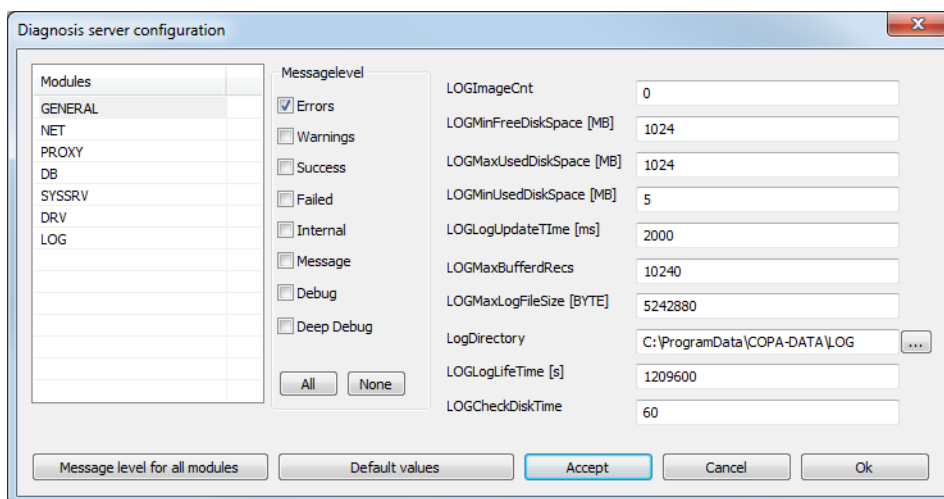 Diagnosis server configuration
Modules
GENERAL
NET
PROXY
DB
SYSSRV
DRV
LOG
Messagelevel
Errors
Warnings
Success
Failed
Internal
Message
Debug
Deep Debug
All None
LOGImageCnt 0
LOGMinFreeDiskSpace [MB] 1024
LOGMaxUsedDiskSpace [MB] 1024
LOGMinUsedDiskSpace [MB] 5
LOGLogUpdateTIme [ms] 2000
LOGMaxBufferdRecs 10240
LOGMaxLogFileSize [BYTE] 5242880
LogDirectory C:\ProgramData\COPA-DATA\LOG ...
LOGLogLifeTime [s] 1209600
LOGCheckDiskTime 60
Message level for all modules Default values Accept Cancel Ok